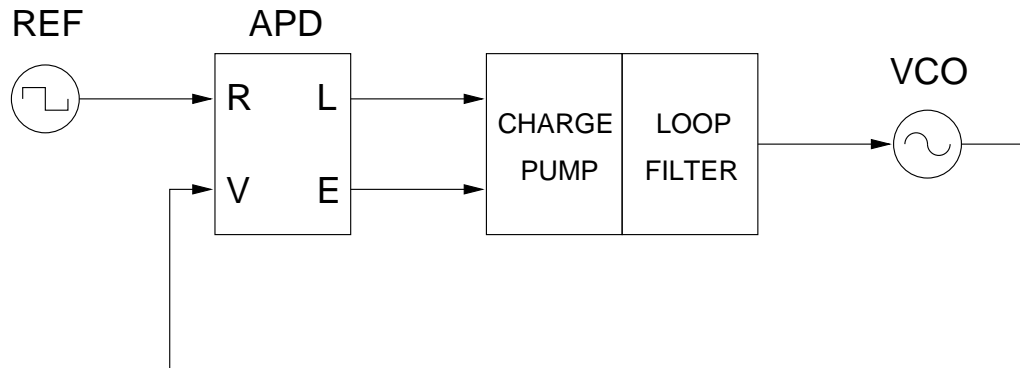 REF
APD
VCO
R
L
V
E
CHARGE
PUMP
LOOP
FILTER